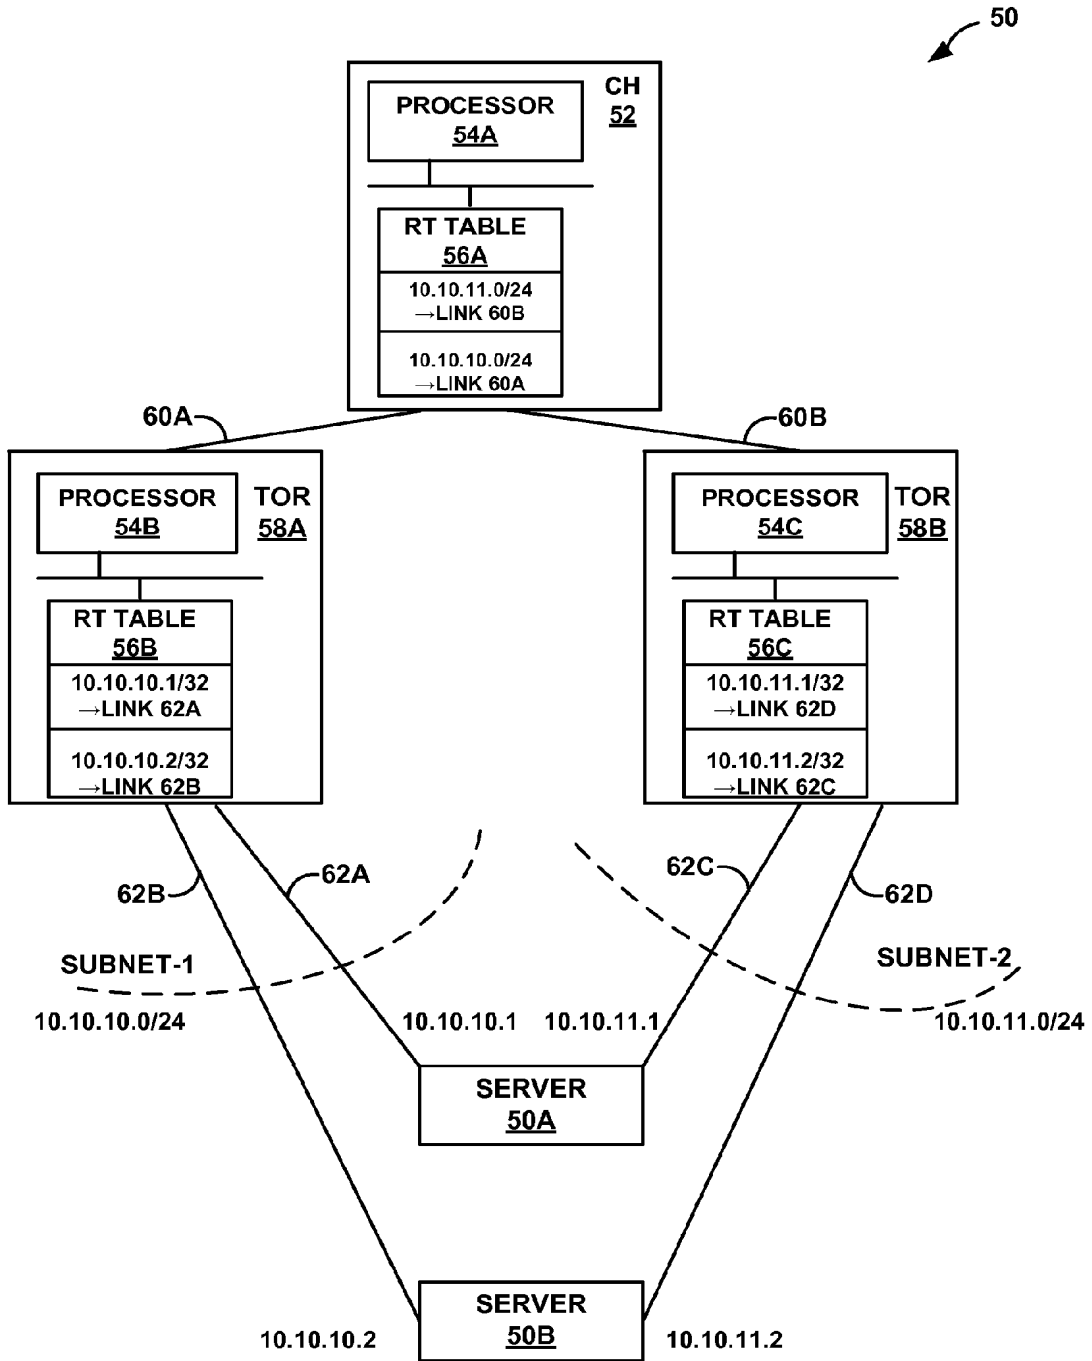 50
CH
52
PROCESSOR
54A
RT TABLE
56A
10.10.11.0/24
→LINK 60B
10.10.10.0/24
→LINK 60A
60A
60B
PROCESSOR
54B
TOR
58A
RT TABLE
56B
10.10.10.1/32
→LINK 62A
10.10.10.2/32
→LINK 62B
PROCESSOR
54C
TOR
58B
RT TABLE
56C
10.10.11.1/32
→LINK 62D
10.10.11.2/32
→LINK 62C
62B
62A
62C
62D
SUBNET-1
10.10.10.0/24
SUBNET-2
10.10.11.0/24
10.10.10.1
10.10.11.1
SERVER
50A
SERVER
50B
10.10.10.2
10.10.11.2